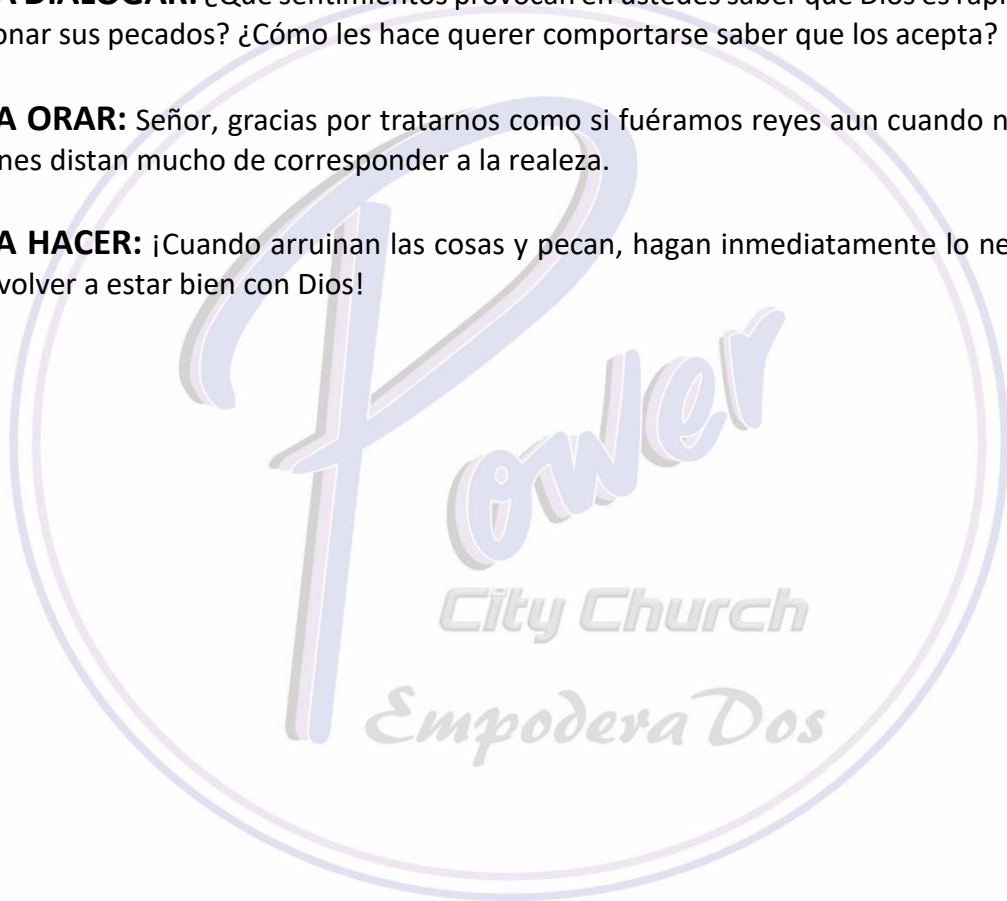 A DIALOGAR: ¿Qué sentimientos provocan en ustedes saber que Dios es
onar sus pecados? ¿Cómo les hace querer comportarse saber que los acepta?
A ORAR: Señor, gracias por tratarnos como si fuéramos reyes aun cuando
nes distan mucho de corresponder a la realeza.
A HACER: ¡Cuando arruinan las cosas y pecan, hagan inmediatamente lo
volver a estar bien con Dios!
Power
City Church
EmpoderaDos